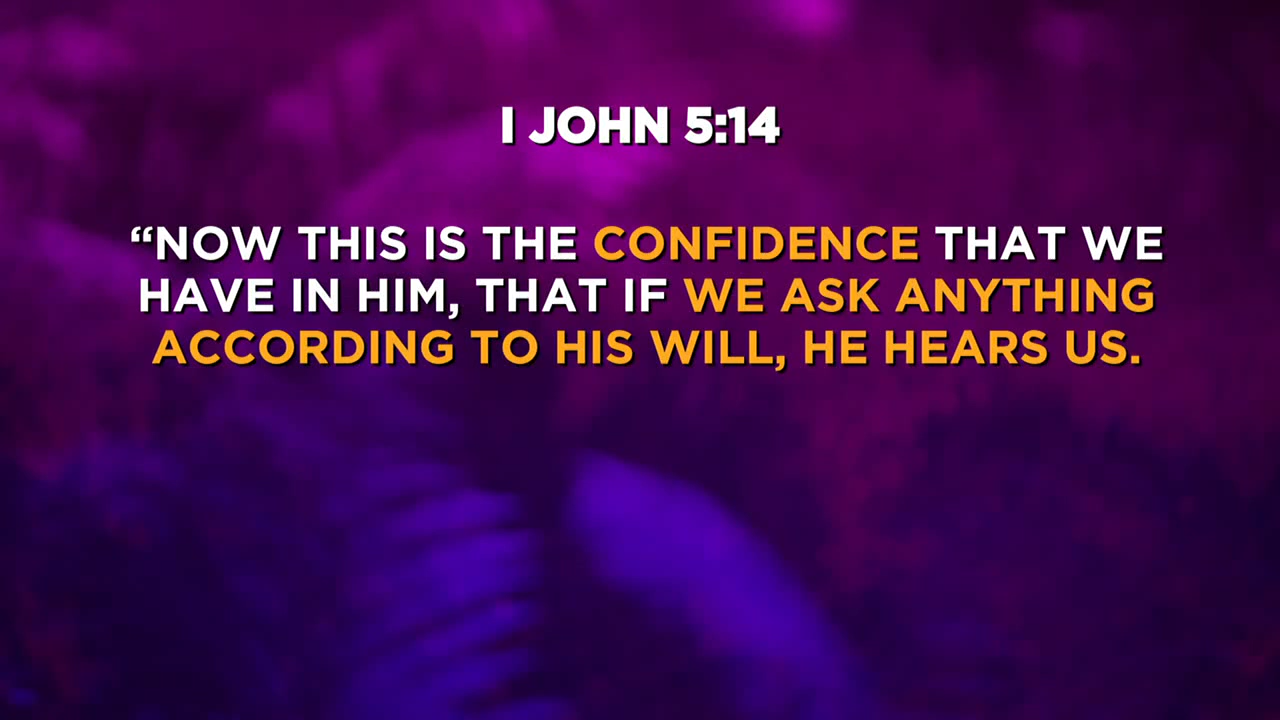 I JOHN 5:14
“NOW THIS IS THE CONFIDENCE THAT WE
HAVE IN HIM, THAT IF WE ASK ANYTHING
ACCORDING TO HIS WILL, HE HEARS US.